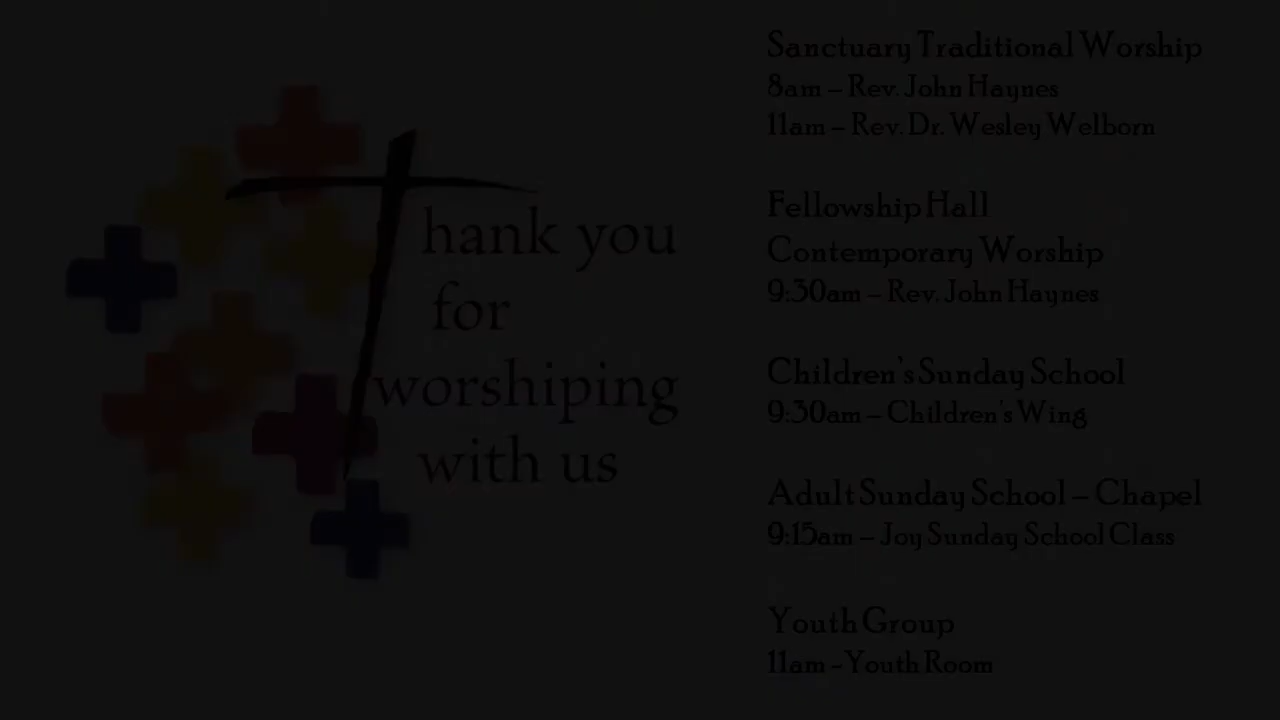 Thank you
for
worshiping
with us
Sanctuary Traditional Worship
8am – Rev. John Haynes
11am – Rev. Dr. Wesley Welborn
Fellowship Hall
Contemporary Worship
9:30am – Rev. John Haynes
Children's Sunday School
9:30am – Children's Wing
Adult Sunday School – Chapel
9:15am – Joy Sunday School Class
Youth Group
11am – Youth Room